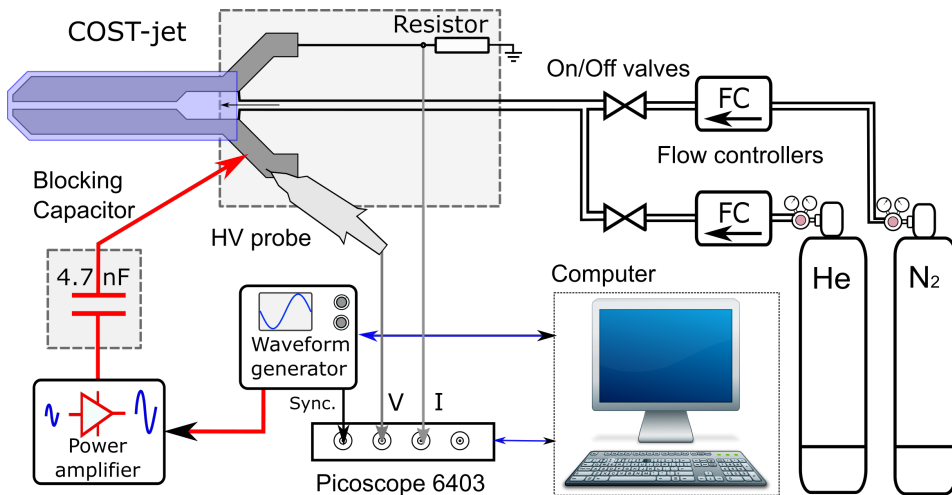 COST-jet
Resistor
On/Off valves
FC
Flow controllers
FC
Blocking
Capacitor
HV probe
4.7 nF
Computer
He
N₂
Waveform
generator
Sync.
V
I
Power
amplifier
Picoscope 6403